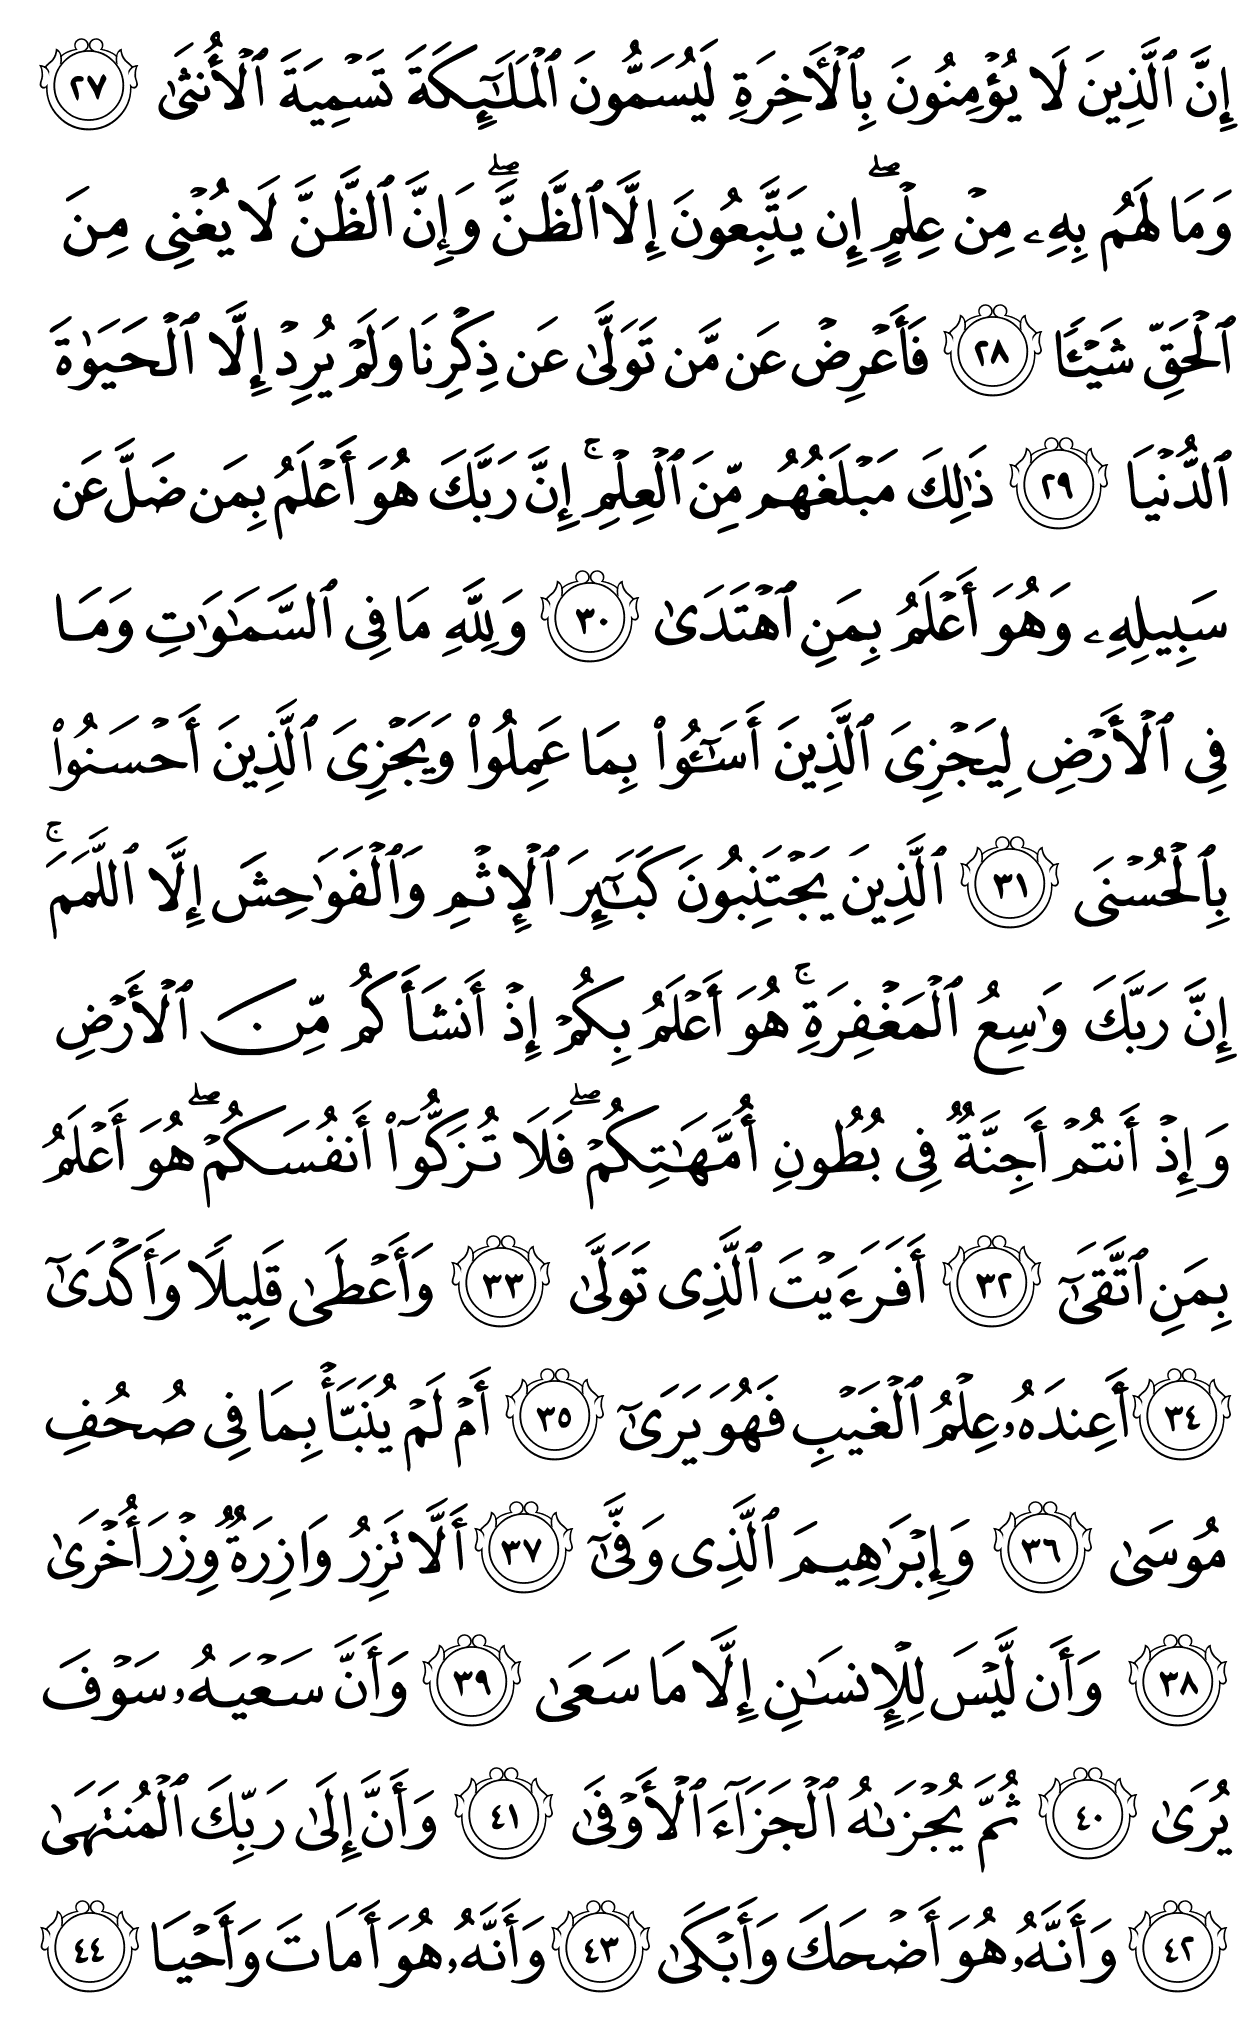 إِنَّ ٱلَّذِينَ لَا يُؤۡمِنُونَ بِٱلۡأٓخِرَةِ لَيُسَمُّونَ ٱلۡمَلَـٰٓئِكَةَ تَسۡمِيَةَ ٱلۡأُنثَىٰ ٢٧
وَمَا لَهُم بِهِۦ مِنۡ عِلۡمٍۖ إِن يَتَّبِعُونَ إِلَّا ٱلظَّنَّۖ وَإِنَّ ٱلظَّنَّ لَا يُغۡنِى مِنَ
ٱلۡحَقِّ شَيۡـًٔا ٢٨ فَأَعۡرِضۡ عَن مَّن تَوَلَّىٰ عَن ذِكۡرِنَا وَلَمۡ يُرِدۡ إِلَّا ٱلۡحَيَوٰةَ
ٱلدُّنۡيَا ٢٩ ذَٰلِكَ مَبۡلَغُهُم مِّنَ ٱلۡعِلۡمِۚ إِنَّ رَبَّكَ هُوَ أَعۡلَمُ بِمَن ضَلَّ عَن
سَبِيلِهِۦ وَهُوَ أَعۡلَمُ بِمَنِ ٱهۡتَدَىٰ ٣٠ وَلِلَّهِ مَا فِى ٱلسَّمَـٰوَٰتِ وَمَا
فِى ٱلۡأَرۡضِ لِيَجۡزِىَ ٱلَّذِينَ أَسَـٰٓـُٔوا۟ بِمَا عَمِلُوا۟ وَيَجۡزِىَ ٱلَّذِينَ أَحۡسَنُوا۟
بِٱلۡحُسۡنَى ٣١ ٱلَّذِينَ يَجۡتَنِبُونَ كَبَـٰٓئِرَ ٱلۡإِثۡمِ وَٱلۡفَوَٰحِشَ إِلَّا ٱللَّمَمَۚ
إِنَّ رَبَّكَ وَٰسِعُ ٱلۡمَغۡفِرَةِۚ هُوَ أَعۡلَمُ بِكُمۡ إِذۡ أَنشَأَكُم مِّنَ ٱلۡأَرۡضِ
وَإِذۡ أَنتُمۡ أَجِنَّةٌ فِى بُطُونِ أُمَّهَـٰتِكُمۡۖ فَلَا تُزَكُّوٓا۟ أَنفُسَكُمۡۖ هُوَ أَعۡلَمُ
بِمَنِ ٱتَّقَىٰٓ ٣٢ أَفَرَءَيۡتَ ٱلَّذِى تَوَلَّىٰ ٣٣ وَأَعۡطَىٰ قَلِيلًا وَأَكۡدَىٰٓ
٣٤ أَعِندَهُۥ عِلۡمُ ٱلۡغَيۡبِ فَهُوَ يَرَىٰٓ ٣٥ أَمۡ لَمۡ يُنَبَّأۡ بِمَا فِى صُحُفِ
مُوسَىٰ ٣٦ وَإِبۡرَٰهِيمَ ٱلَّذِى وَفَّىٰٓ ٣٧ أَلَّا تَزِرُ وَازِرَةٌ وِزۡرَ أُخۡرَىٰ
٣٨ وَأَن لَّيۡسَ لِلۡإِنسَـٰنِ إِلَّا مَا سَعَىٰ ٣٩ وَأَنَّ سَعۡيَهُۥ سَوۡفَ
يُرَىٰ ٤٠ ثُمَّ يُجۡزَىٰهُ ٱلۡجَزَآءَ ٱلۡأَوۡفَىٰ ٤١ وَأَنَّ إِلَىٰ رَبِّكَ ٱلۡمُنتَهَىٰ
٤٢ وَأَنَّهُۥ هُوَ أَضۡحَكَ وَأَبۡكَىٰ ٤٣ وَأَنَّهُۥ هُوَ أَمَاتَ وَأَحۡيَا ٤٤